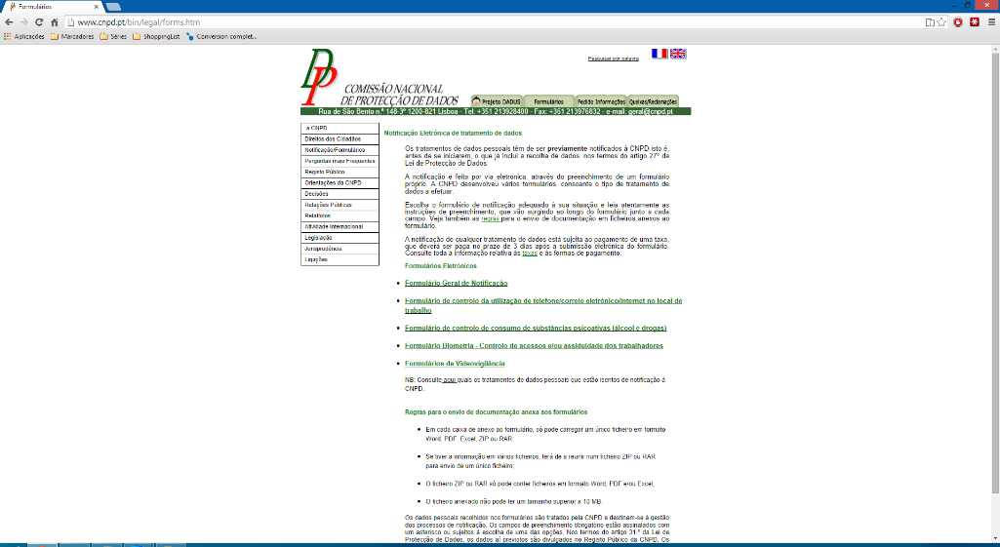 Formulários
www.cnpd.pt/bin/legal/forms.htm
Aplicações Marcadores Séries ShoppingList Conversion complet...
Pesquisar por palavra
DP
COMISSÃO NACIONAL
DE PROTECÇÃO DE DADOS
Projeto DADUS Formulários Pedido Informações Queixas/Reclamações
Rua de São Bento n.º 148-3º 1200-821 Lisboa - Tel: +351 213928400 - Fax: +351 213976832 - e-mail: geral@cnpd.pt
a CNPD
Direitos dos Cidadãos
Notificação/Formulários
Perguntas mais Frequentes
Registo Público
Orientações da CNPD
Decisões
Relações Públicas
Relatórios
Atividade Internacional
Legislação
Jurisprudência
Ligações
Notificação Eletrónica de tratamento de dados
Os tratamentos de dados pessoais têm de ser previamente notificados à CNPD isto é,
antes de se iniciarem, o que já inclui a recolha de dados, nos termos do artigo 27º da
Lei de Protecção de Dados.
A notificação é feita por via eletrónica, através do preenchimento de um formulário
próprio. A CNPD desenvolveu vários formulários, consoante o tipo de tratamento de
dados a efetuar.
Escolha o formulário de notificação adequado à sua situação e leia atentamente as
instruções de preenchimento, que vão surgindo ao longo do formulário junto a cada
campo. Veja também as regras para o envio de documentação em ficheiros anexos ao
formulário.
A notificação de qualquer tratamento de dados está sujeita ao pagamento de uma taxa,
que deverá ser paga no prazo de 3 dias após a submissão eletrónica do formulário.
Consulte toda a informação relativa às taxas e às formas de pagamento.
Formulários Eletrónicos
Formulário Geral de Notificação
Formulário de controlo da utilização de telefone/correio eletrónico/internet no local de
trabalho
Formulário de controlo de consumo de substâncias psicoativas (álcool e drogas)
Formulário Biometria - Controlo de acessos e/ou assiduidade dos trabalhadores
Formulários de Videovigilância
NB: Consulte aqui quais os tratamentos de dados pessoais que estão isentos de notificação à
CNPD.
Regras para o envio de documentação anexa aos formulários
Em cada caixa de anexo ao formulário, só pode carregar um único ficheiro em formato
Word, PDF, Excel, ZIP ou RAR;
Se tiver a informação em vários ficheiros, terá de a reunir num ficheiro ZIP ou RAR
para envio de um único ficheiro;
O ficheiro ZIP ou RAR só pode conter ficheiros em formato Word, PDF e/ou Excel;
O ficheiro anexado não pode ter um tamanho superior a 10 MB.
Os dados pessoais recolhidos nos formulários são tratados pela CNPD e destinam-se à gestão
dos processos de notificação. Os campos de preenchimento obrigatório estão assinalados com
um asterisco ou sujeitos à escolha de uma das opções. Nos termos do artigo 31.º da Lei de
Protecção de Dados, os dados aí previstos são divulgados no Registo Público da CNPD. Os